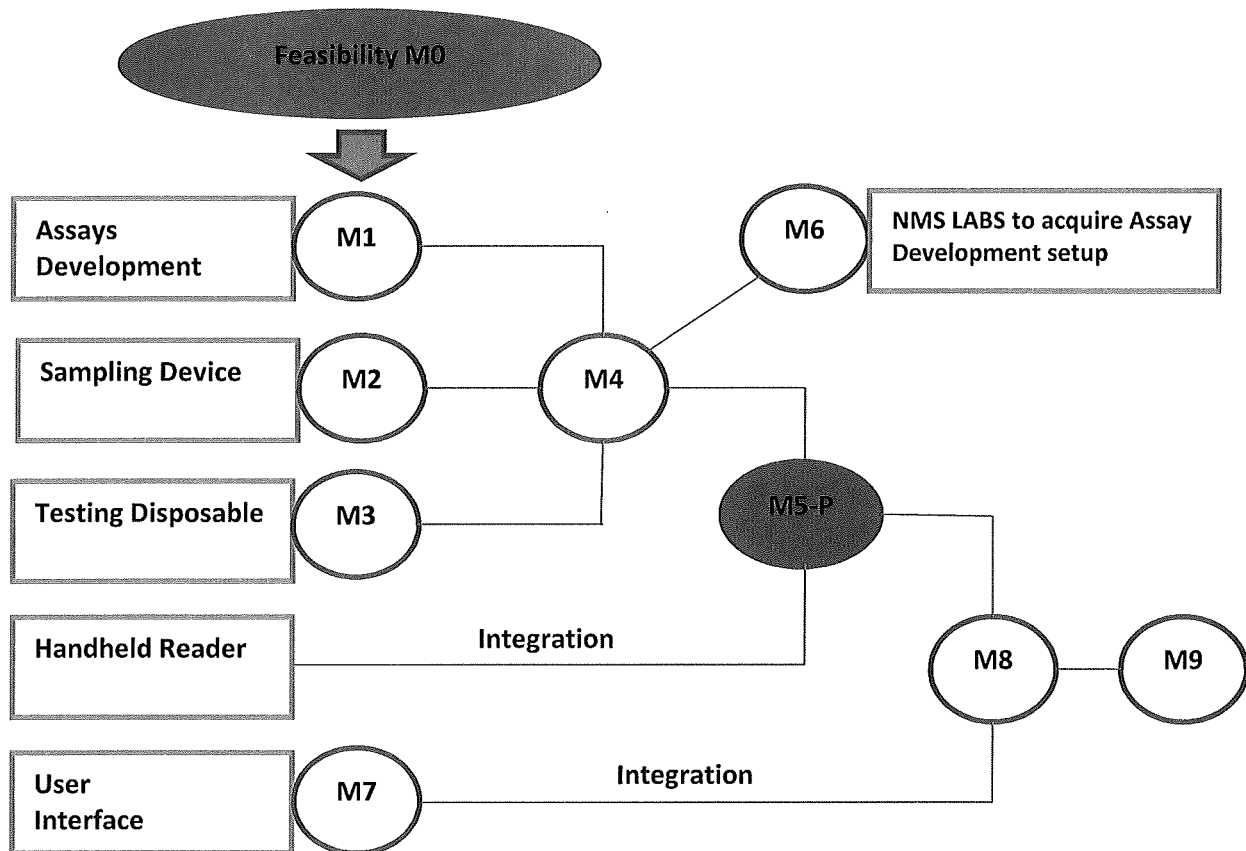 Feasibility M0
Assays
Development
M1
M6
NMS LABS to acquire Assay
Development setup
Sampling Device
M2
M4
Testing Disposable
M3
M5-P
Handheld Reader
Integration
M8
M9
User
Interface
M7
Integration